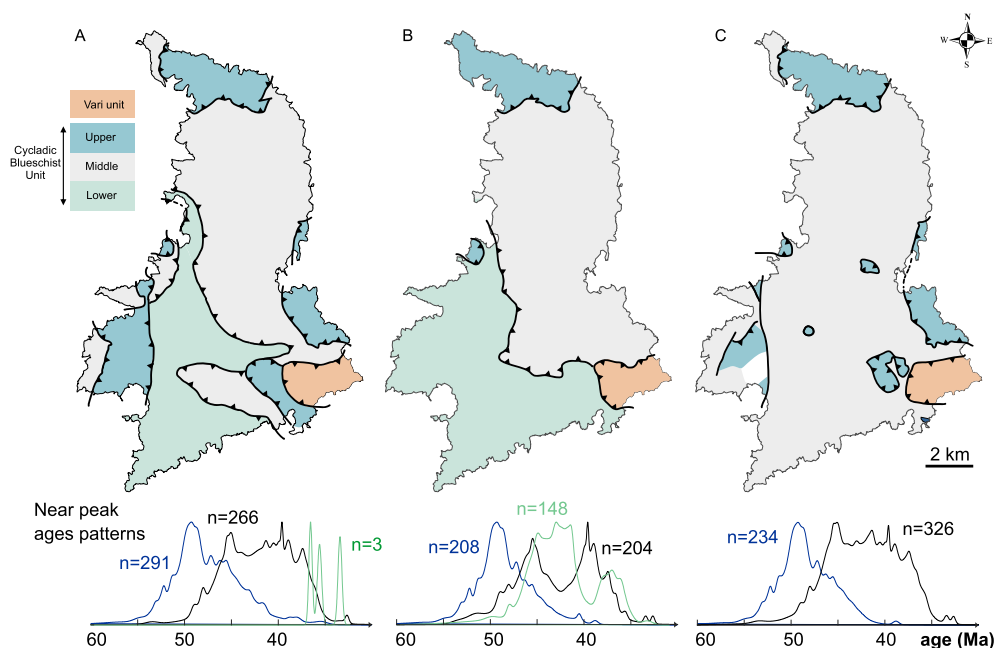 A
B
C
N
W
E
S
Vari unit
Upper
Middle
Lower
Cycladic
Blueschist
Unit
2 km
Near peak
ages patterns
n=291
n=266
n=3
n=208
n=148
n=204
n=234
n=326
60
50
40
60
50
40
60
50
40
age (Ma)